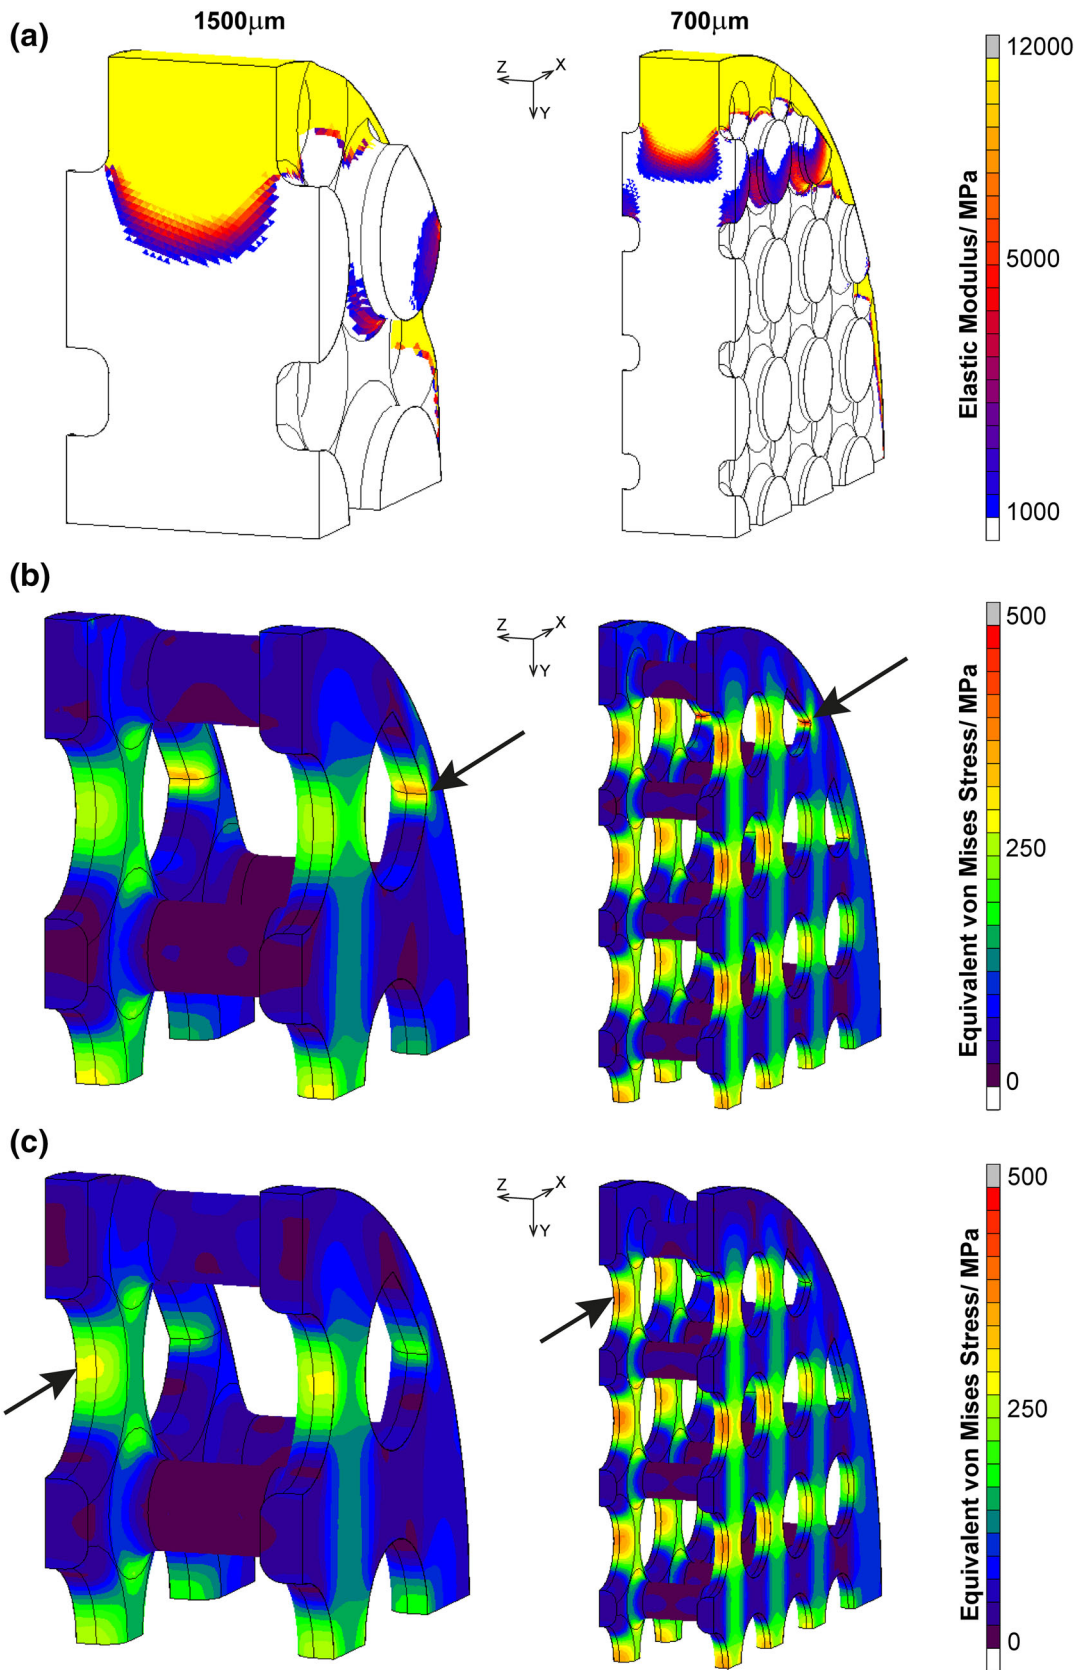 1500μm
700μm
(a)
Z
X
Y
12000
5000
1000
Elastic Modulus/ MPa
(b)
Z
X
Y
500
250
0
Equivalent von Mises Stress/ MPa
(c)
Z
X
Y
500
250
0
Equivalent von Mises Stress/ MPa